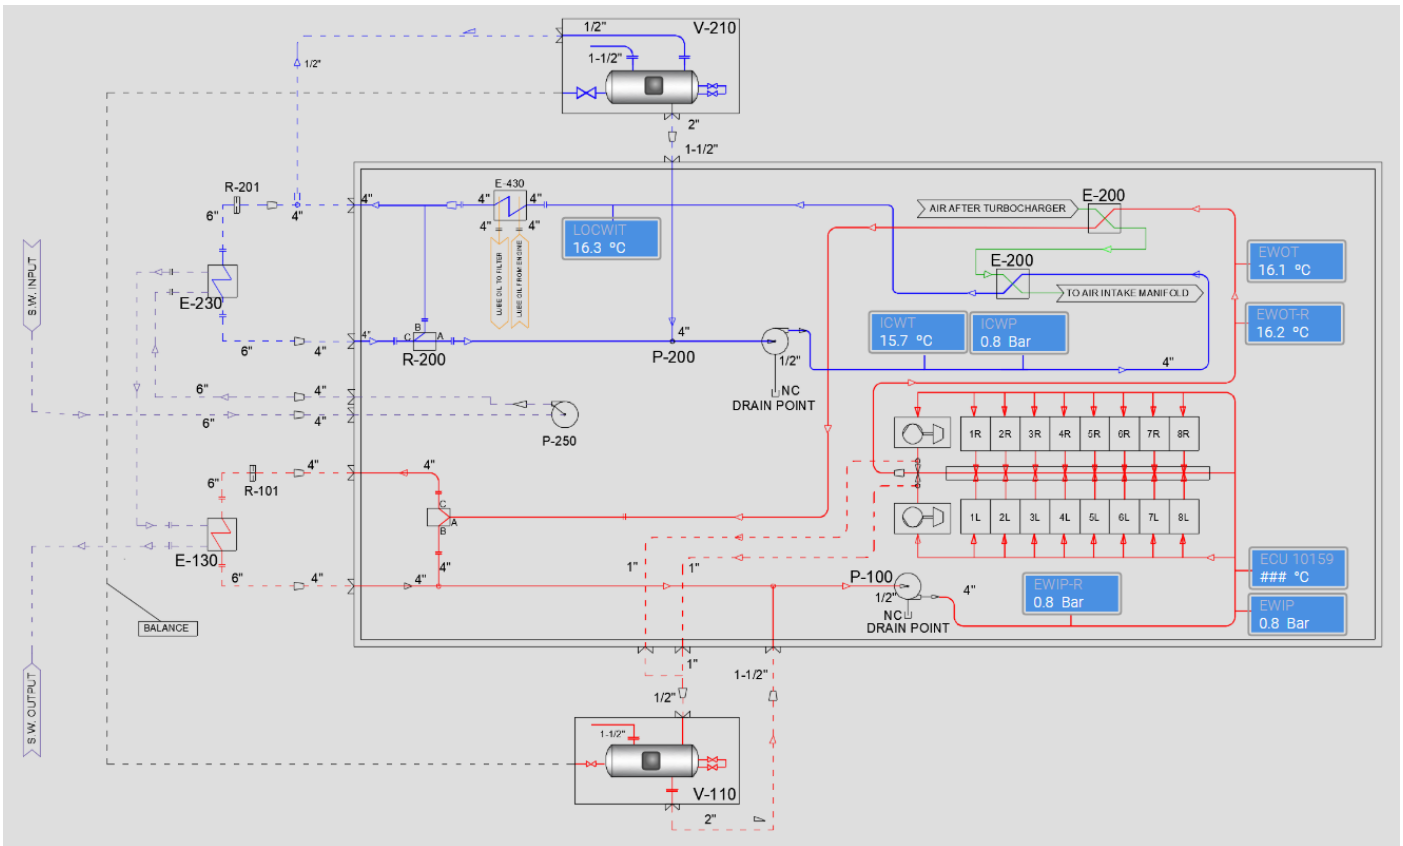 1/2"
V-210
1-1/2"
1/2"
2"
1-1/2"
R-201
6"
4"
4"
4"
E-430
4"
4"
4"
LUBE OIL TO FILTER
LUBE OIL FROM ENGINE
LOCWIT
16.3 ºC
AIR AFTER TURBOCHARGER
E-200
E-200
TO AIR INTAKE MANIFOLD
EWOT
16.1 ºC
EWOT-R
16.2 ºC
S.W. INPUT
E-230
6"
4"
4"
B
C
A
R-200
4"
P-200
1/2"
NC
DRAIN POINT
ICWT
15.7 ºC
ICWP
0.8 Bar
4"
6"
4"
6"
4"
P-250
1R
2R
3R
4R
5R
6R
7R
8R
R-101
6"
4"
4"
C
A
B
4"
1L
2L
3L
4L
5L
6L
7L
8L
E-130
6"
4"
4"
1"
1"
P-100
1/2"
NC
DRAIN POINT
4"
EWIP-R
0.8 Bar
ECU 10159
### ºC
EWIP
0.8 Bar
BALANCE
S.W. OUTPUT
1"
1-1/2"
1/2"
1-1/2"
V-110
2"